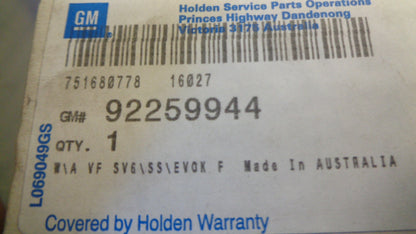 GM
Holden Service Parts Operations
Princes Highway Dandenong
Victoria 3175 Australia
751680778 16027
GM# 92259944
QTY. 1
W\A VF SV6\SS\EVOK F Made In AUSTRALIA
L069049GS
Covered by Holden Warranty